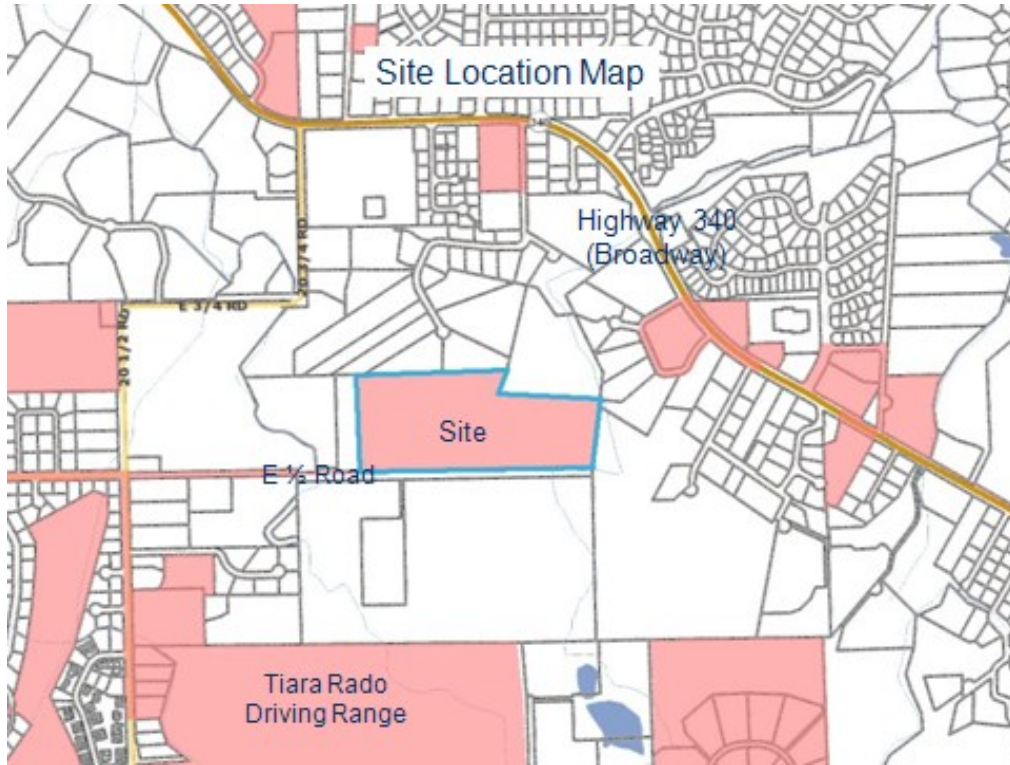 Site Location Map
Highway 340
(Broadway)
20 3/4 RD
E 3/4 RD
20 1/2 RD
Site
E ½ Road
Tiara Rado
Driving Range